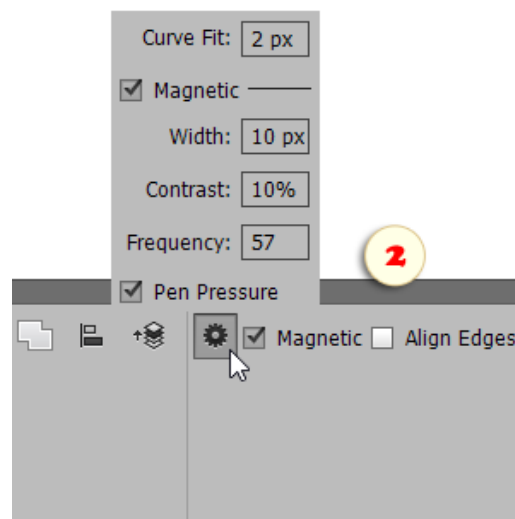 Curve Fit: 2 px
Magnetic
Width: 10 px
Contrast: 10%
Frequency: 57
2
Pen Pressure
Magnetic Align Edges